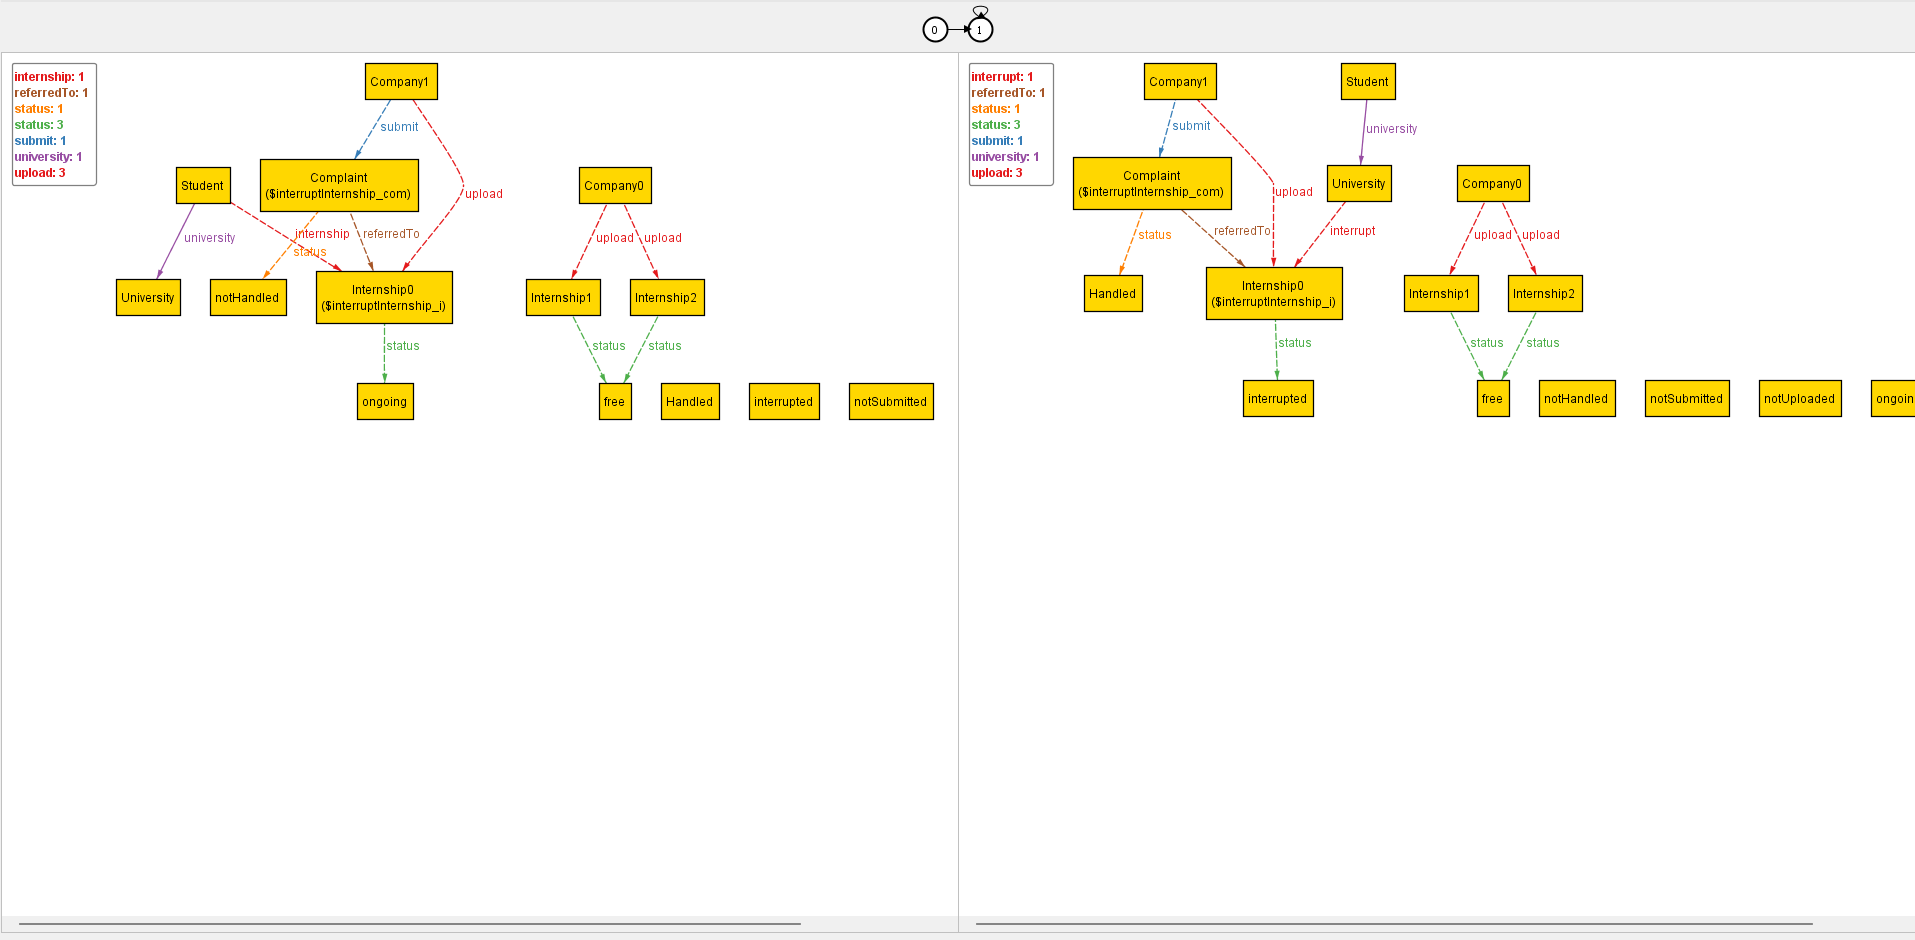 0
1
internship: 1
referredTo: 1
status: 1
status: 3
submit: 1
university: 1
upload: 3
Company1
submit
Student
Complaint
($interruptInternship_com)
upload
Company0
university
internship
referredTo
status
upload
upload
University
notHandled
Internship0
($interruptInternship_i)
Internship1
Internship2
status
status
status
ongoing
free
Handled
interrupted
notSubmitted
interrupt: 1
referredTo: 1
status: 1
status: 3
submit: 1
university: 1
upload: 3
Company1
Student
submit
university
Complaint
($interruptInternship_com)
upload
University
Company0
status
referredTo
interrupt
upload
upload
Handled
Internship0
($interruptInternship_i)
Internship1
Internship2
status
status
status
interrupted
free
notHandled
notSubmitted
notUploaded
ongoin